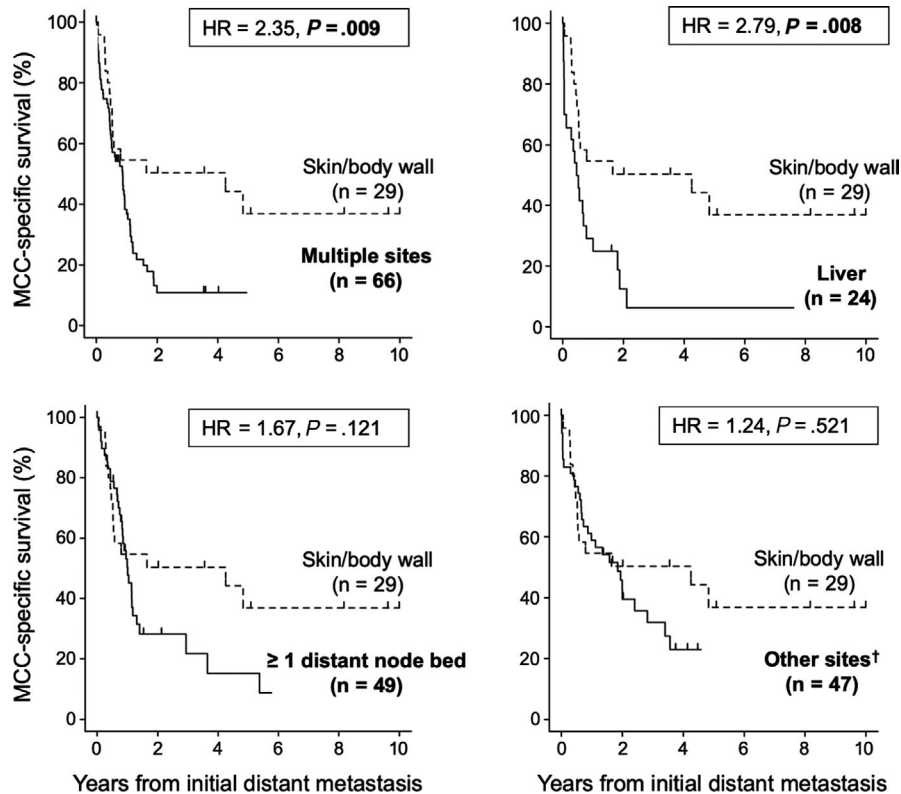 HR = 2.35, P = .009
MCC-specific survival (%)
100
80
60
40
20
0
Skin/body wall
(n = 29)
Multiple sites
(n = 66)
0 2 4 6 8 10
HR = 2.79, P = .008
100
80
60
40
20
0
Skin/body wall
(n = 29)
Liver
(n = 24)
0 2 4 6 8 10
HR = 1.67, P = .121
MCC-specific survival (%)
100
80
60
40
20
0
Skin/body wall
(n = 29)
≥ 1 distant node bed
(n = 49)
0 2 4 6 8 10
Years from initial distant metastasis
HR = 1.24, P = .521
100
80
60
40
20
0
Skin/body wall
(n = 29)
Other sites†
(n = 47)
0 2 4 6 8 10
Years from initial distant metastasis